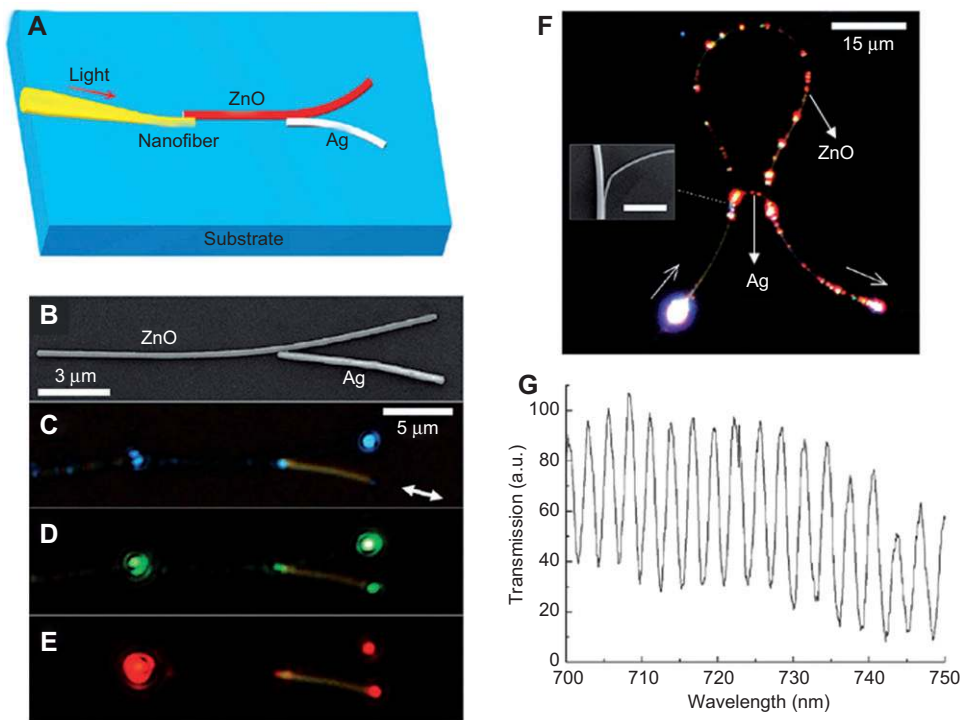 A
Light
ZnO
Nanofiber
Ag
Substrate
B
ZnO
Ag
3 μm
C
5 μm
D
E
F
15 μm
ZnO
Ag
G
Transmission (a.u.)
100
80
60
40
20
0
700 710 720 730 740 750
Wavelength (nm)